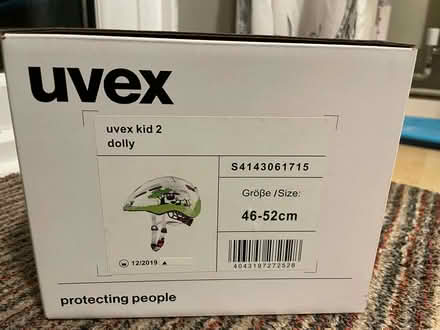 uvex
uvex kid 2
dolly
S4143061715
Größe /Size:
46-52cm
12/2019
4043197272528
protecting people